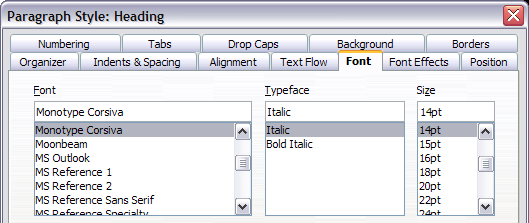 Paragraph Style: Heading
Numbering Tabs Drop Caps Background Borders
Organizer Indents & Spacing Alignment Text Flow Font Font Effects Position
Font Typeface Size
Monotype Corsiva Italic 14pt
Monotype Corsiva Italic 14pt
Moonbeam Bold Italic 15pt
MS Outlook 16pt
MS Reference 1 18pt
MS Reference 2 20pt
MS Reference Sans Serif 22pt
MS Reference Specialty 24pt